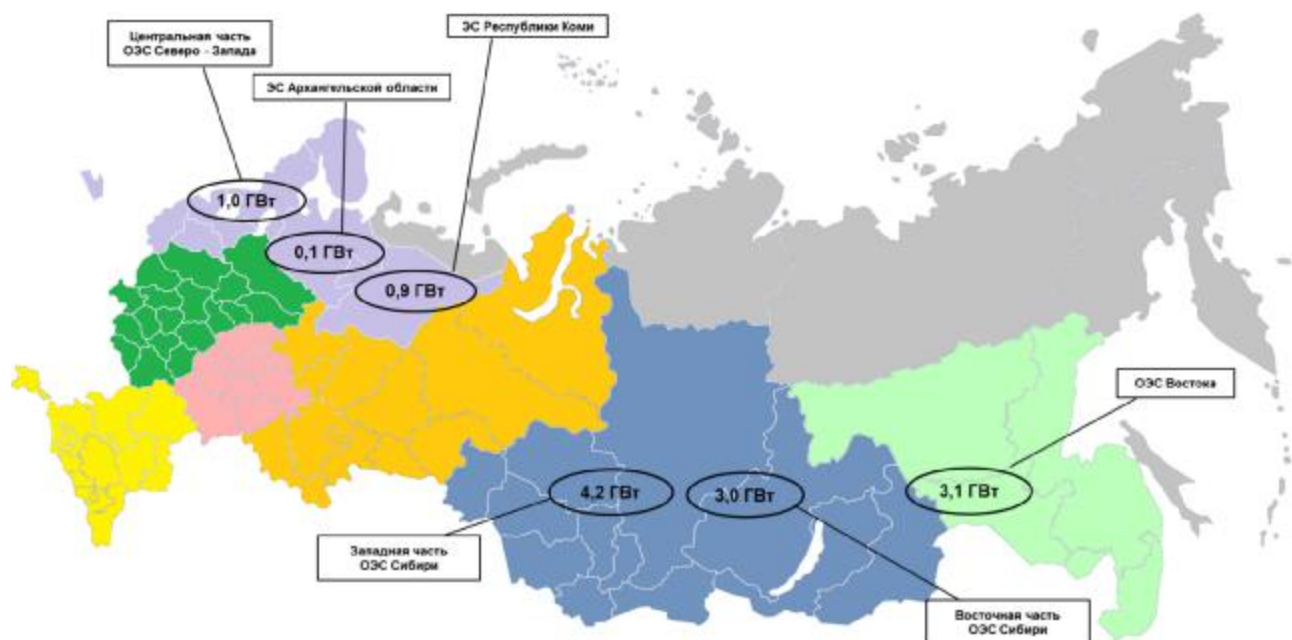 ЭС Республики Коми
Центральная часть
ОЭС Северо - Запада
ЭС Архангельской области
1,0 ГВт
0,1 ГВт
0,9 ГВт
ОЭС Востока
4,2 ГВт
3,0 ГВт
3,1 ГВт
Западная часть
ОЭС Сибири
Восточная часть
ОЭС Сибири